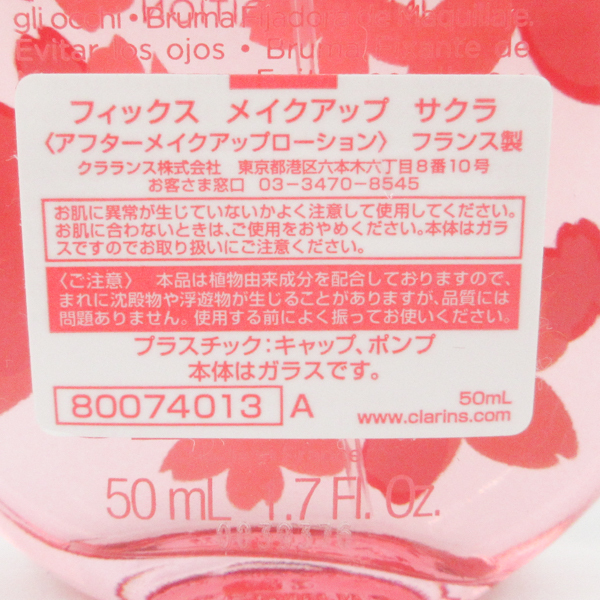 gli occhi • Bruma Fijadora de Maquillaje.
Evitar los ojos • Bruma Fixante de
フィックス メイクアップ サクラ
〈アフターメイクアップローション〉 フランス製
クラランス株式会社 東京都港区六本木六丁目8番10号
お客さま窓口 03-3470-8545
お肌に異常が生じていないかよく注意して使用してください。
お肌に合わないときは、ご使用をおやめください。本体はガラ
スですのでお取り扱いにご注意ください。
〈ご注意〉 本品は植物由来成分を配合しておりますので、
まれに沈殿物や浮遊物が生じることがありますが、品質には
問題ありません。使用する前によく振ってお使いください。
プラスチック：キャップ、ポンプ
本体はガラスです。
80074013 A
50mL
www.clarins.com
50 mL 1.7 Fl. Oz.